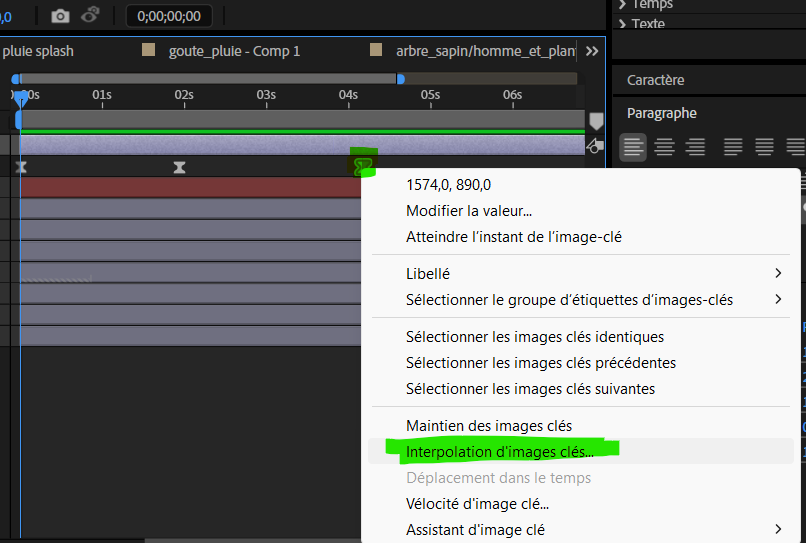 0;00;00;00
Temps
Texte
pluie splash
goute_pluie - Comp 1
arbre_sapin/homme_et_plan
00s 01s 02s 03s 04s 05s 06s
Caractère
Paragraphe
1574,0, 890,0
Modifier la valeur...
Atteindre l'instant de l'image-clé
Libellé
Sélectionner le groupe d'étiquettes d'images-clés
Sélectionner les images clés identiques
Sélectionner les images clés précédentes
Sélectionner les images clés suivantes
Maintien des images clés
Interpolation d'images clés...
Déplacement dans le temps
Vélocité d'image clé...
Assistant d'image clé